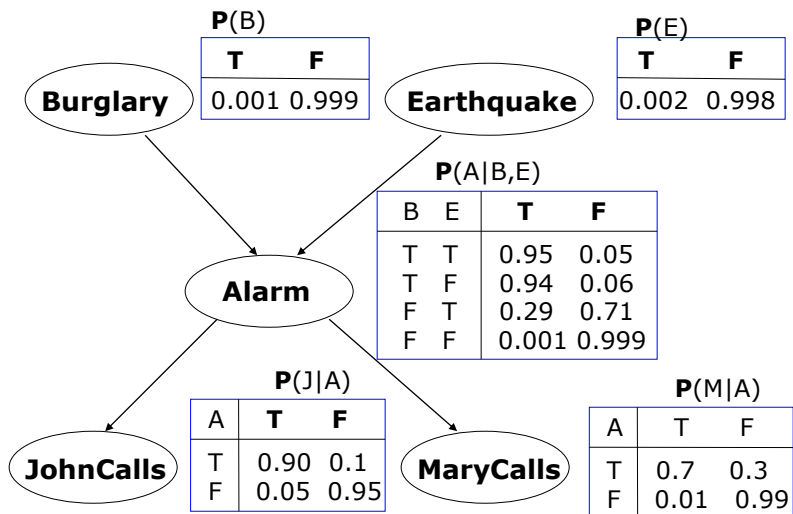 P(B)
T F
0.001 0.999
P(E)
T F
0.002 0.998
Burglary
Earthquake
P(A|B,E)
B E T F
T T 0.95 0.05
T F 0.94 0.06
F T 0.29 0.71
F F 0.001 0.999
Alarm
P(J|A)
A T F
T 0.90 0.1
F 0.05 0.95
P(M|A)
A T F
T 0.7 0.3
F 0.01 0.99
JohnCalls
MaryCalls